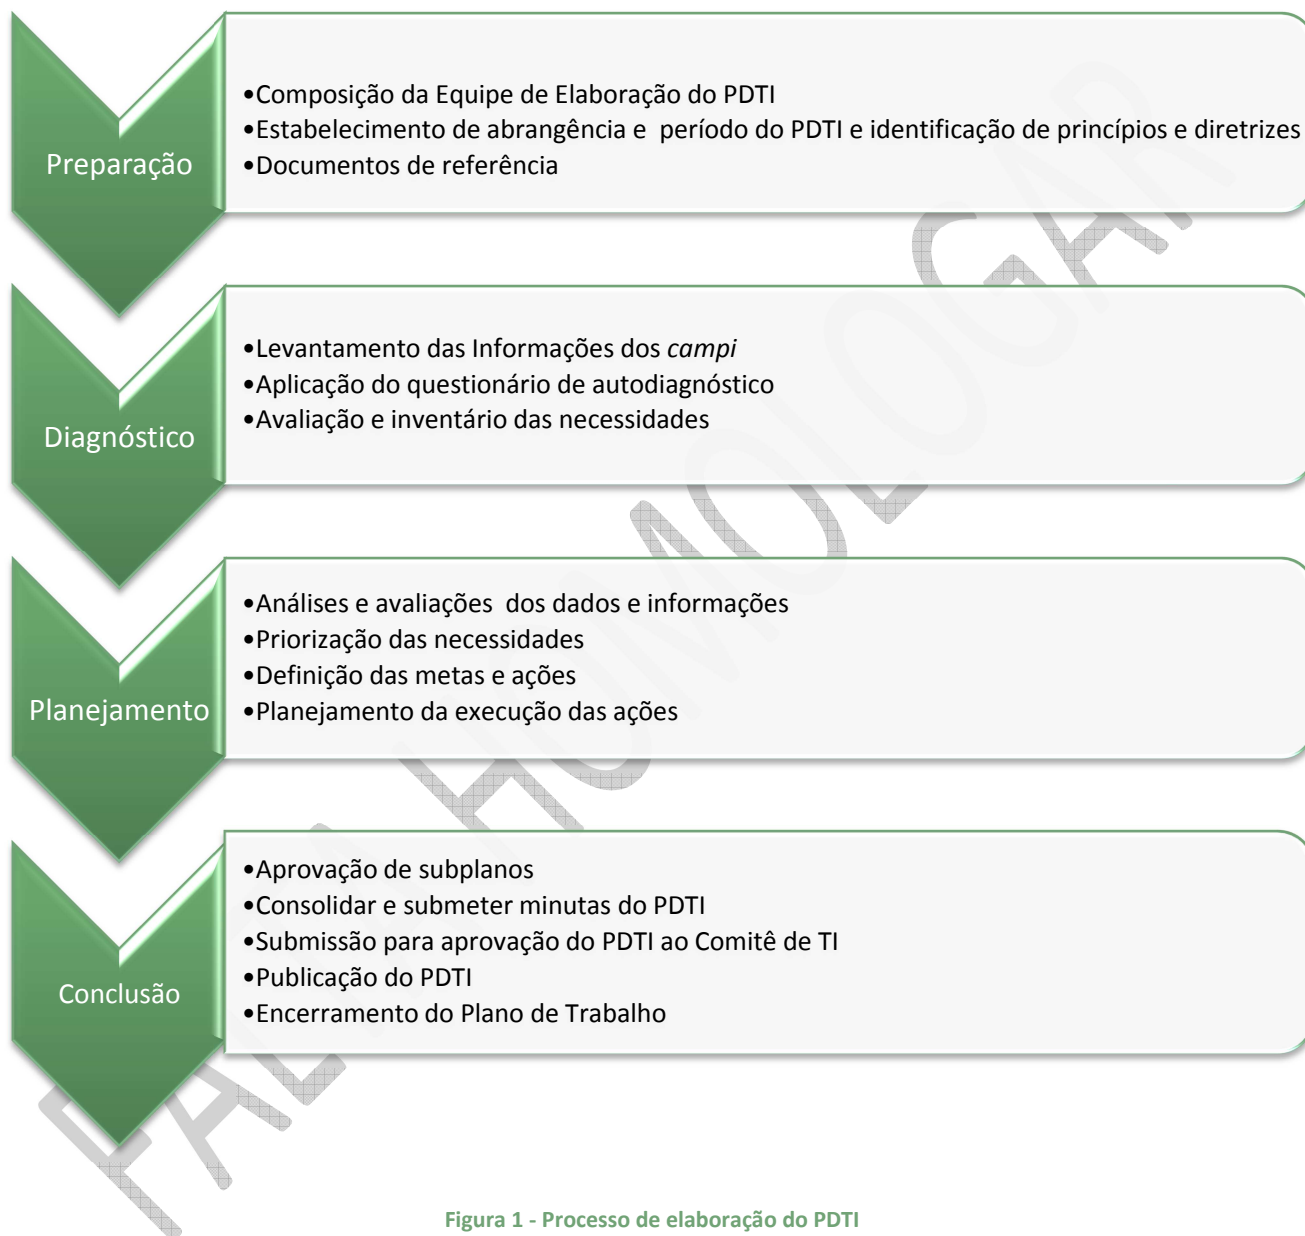 Preparação
•Composição da Equipe de Elaboração do PDTI
•Estabelecimento de abrangência e período do PDTI e identificação de princípios e diretrizes
•Documentos de referência
Diagnóstico
•Levantamento das Informações dos campi
•Aplicação do questionário de autodiagnóstico
•Avaliação e inventário das necessidades
Planejamento
•Análises e avaliações dos dados e informações
•Priorização das necessidades
•Definição das metas e ações
•Planejamento da execução das ações
Conclusão
•Aprovação de subplanos
•Consolidar e submeter minutas do PDTI
•Submissão para aprovação do PDTI ao Comitê de TI
•Publicação do PDTI
•Encerramento do Plano de Trabalho
FALTA HOMOLOGAR
Figura 1 - Processo de elaboração do PDTI